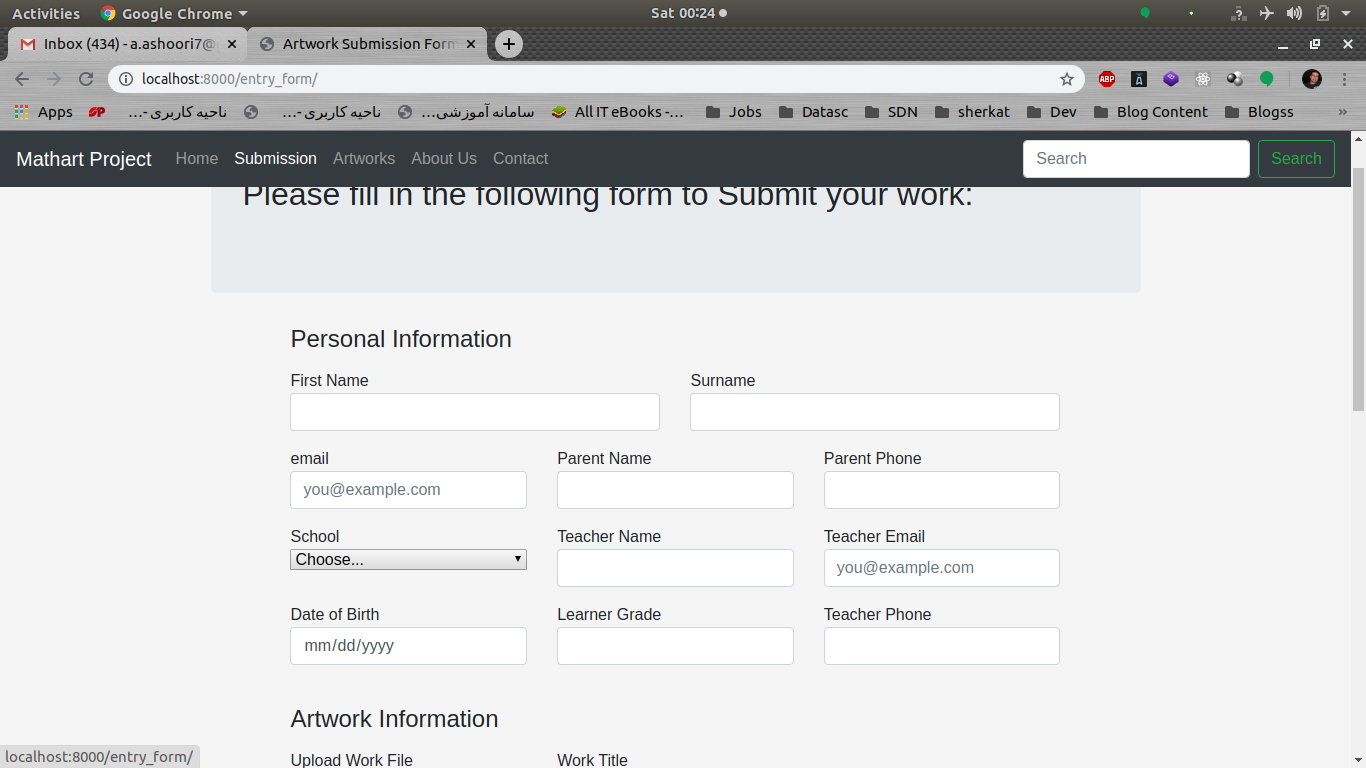 Activities Google Chrome Sat 00:24
Inbox (434) - a.ashoori7@ Artwork Submission Form
localhost:8000/entry_form/ ABP
Apps ناحیه کاربری -... ناحیه کاربری -... سامانه آموزشی... All IT eBooks -... Jobs Datasc SDN sherkat Dev Blog Content Blogss »
Mathart Project Home Submission Artworks About Us Contact Search Search
Please fill in the following form to Submit your work:
Personal Information
First Name Surname
email Parent Name Parent Phone
you@example.com
School Teacher Name Teacher Email
Choose... you@example.com
Date of Birth Learner Grade Teacher Phone
mm/dd/yyyy
Artwork Information
Upload Work File Work Title
localhost:8000/entry_form/